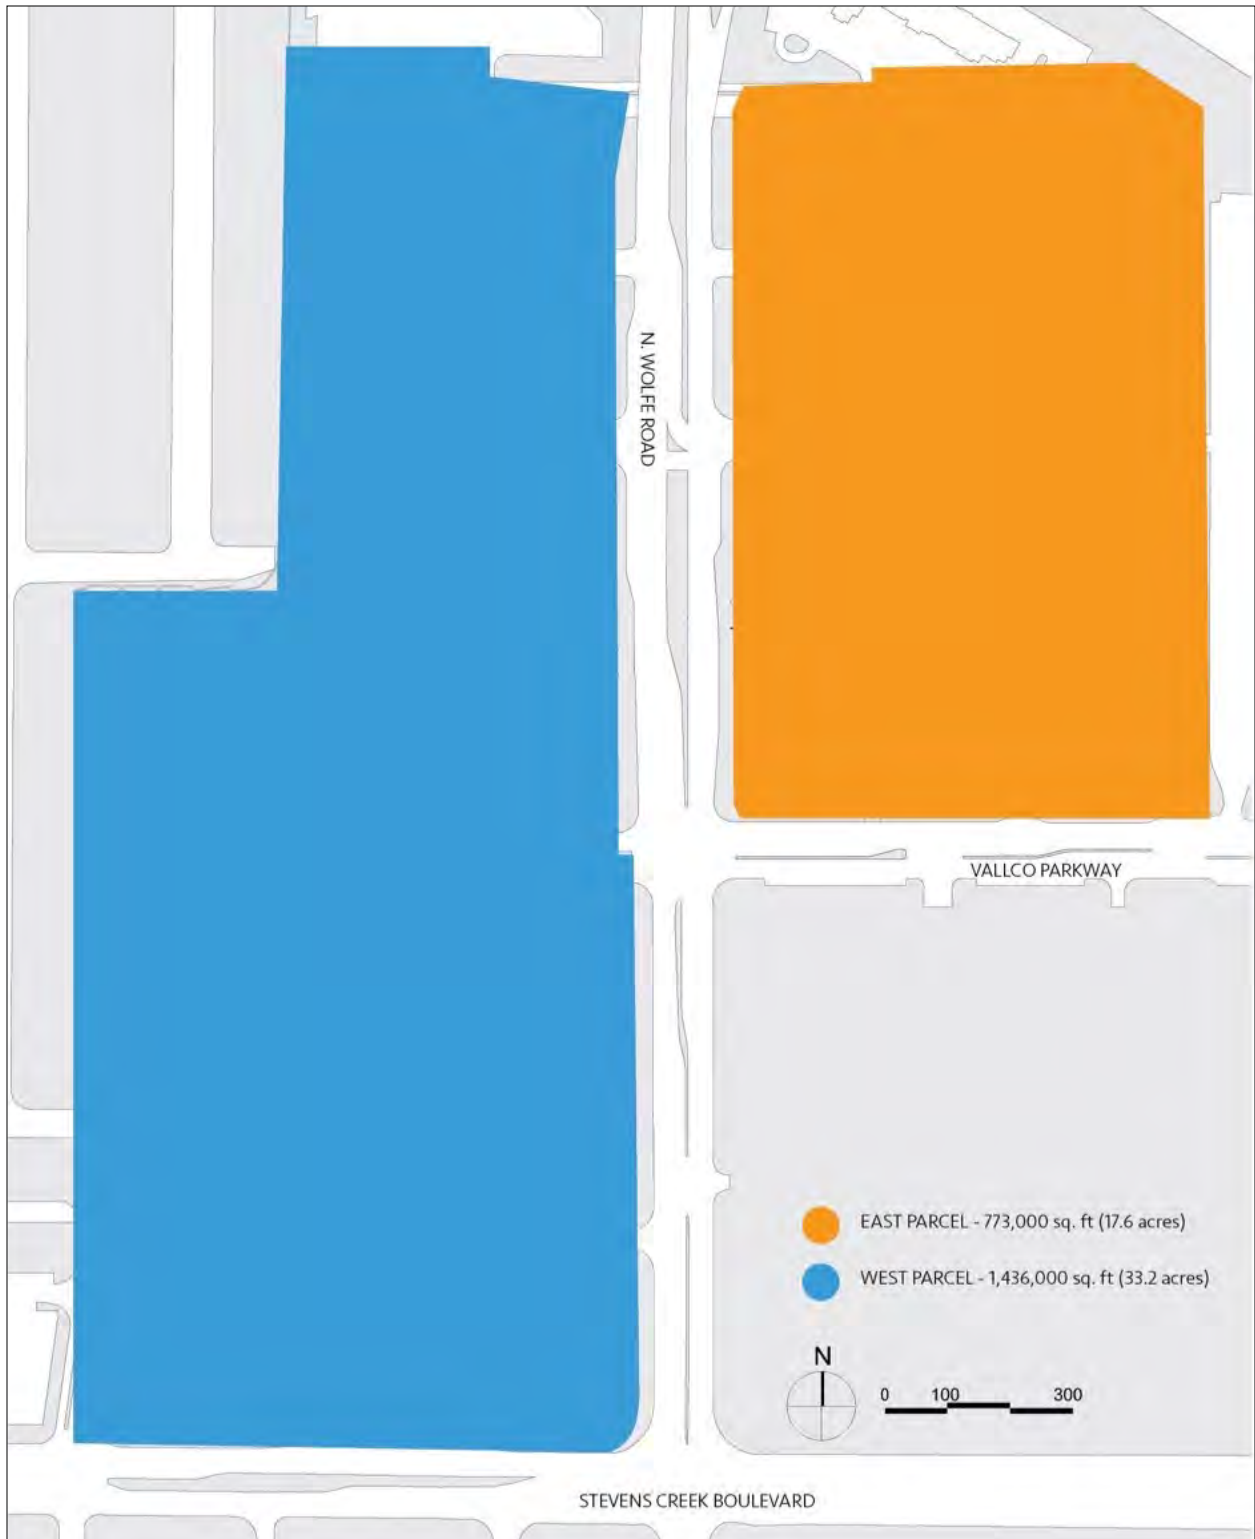 N. WOLFE ROAD
VALLCO PARKWAY
EAST PARCEL - 773,000 sq. ft (17.6 acres)
WEST PARCEL - 1,436,000 sq. ft (33.2 acres)
N
0 100 300
STEVENS CREEK BOULEVARD